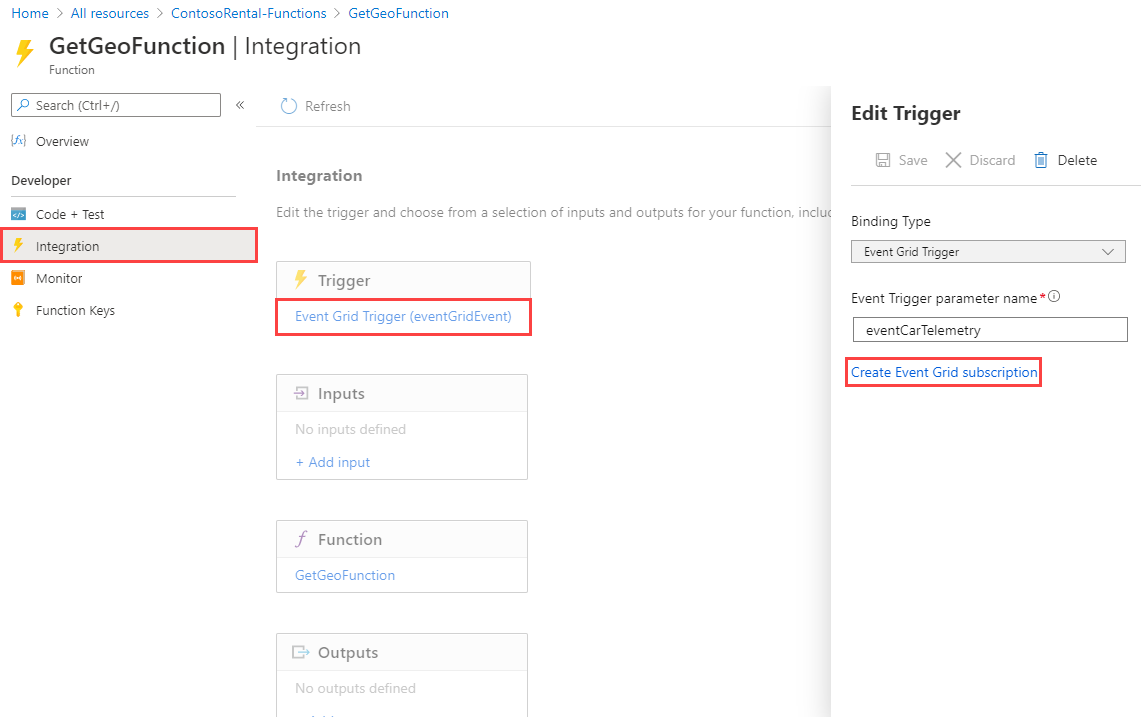 Home > All resources > ContosoRental-Functions > GetGeoFunction
GetGeoFunction | Integration
Function
Search (Ctrl+/)
«
Overview
Developer
Code + Test
Integration
Monitor
Function Keys
Refresh
Integration
Edit the trigger and choose from a selection of inputs and outputs for your function, inclu
Trigger
Event Grid Trigger (eventGridEvent)
Inputs
No inputs defined
+ Add input
Function
GetGeoFunction
Outputs
No outputs defined
Edit Trigger
Save Discard Delete
Binding Type
Event Grid Trigger
Event Trigger parameter name*
eventCarTelemetry
Create Event Grid subscription